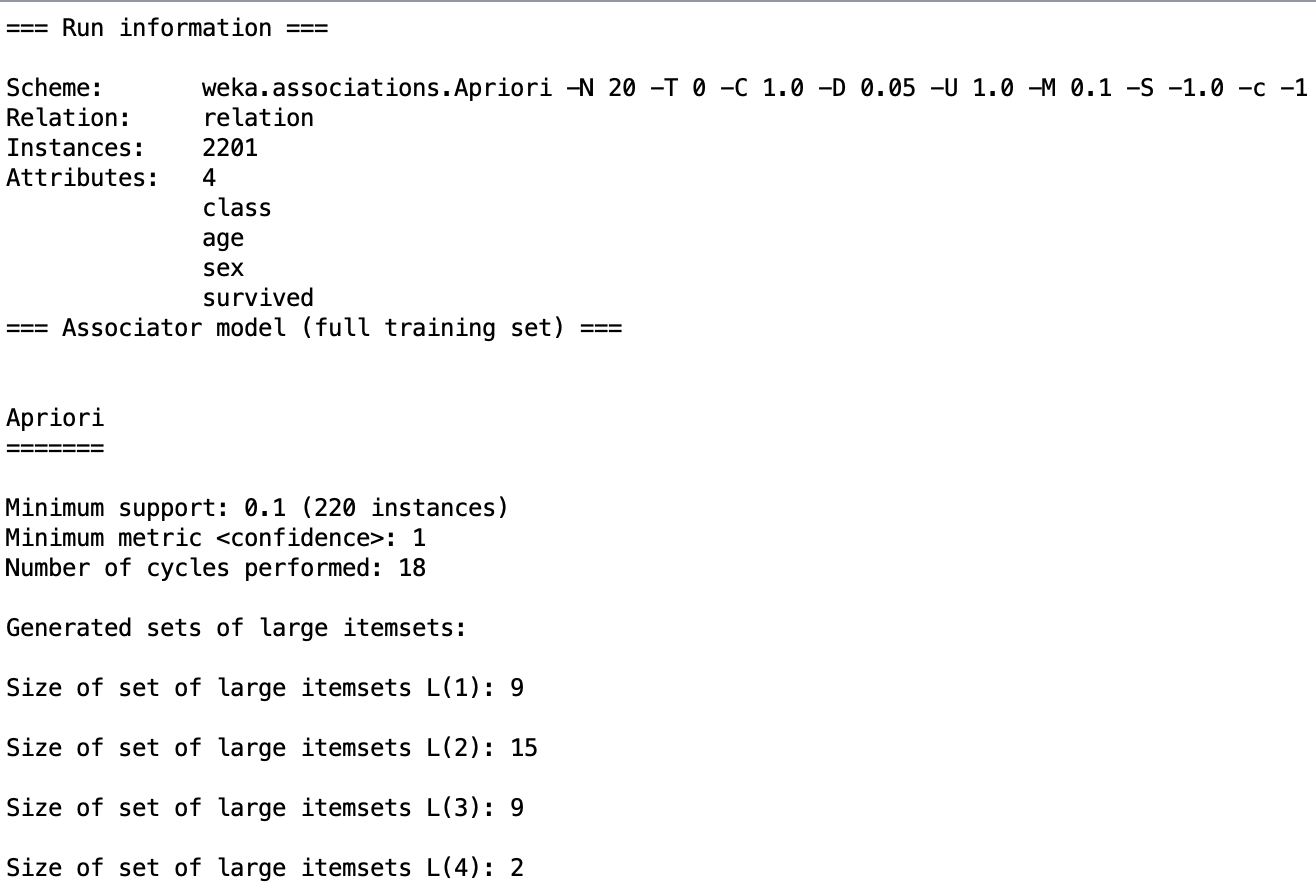 === Run information ===
Scheme: weka.associations.Apriori -N 20 -T 0 -C 1.0 -D 0.05 -U 1.0 -M 0.1 -S -1.0 -c -1
Relation: relation
Instances: 2201
Attributes: 4
class
age
sex
survived
=== Associator model (full training set) ===
Apriori
=======
Minimum support: 0.1 (220 instances)
Minimum metric <confidence>: 1
Number of cycles performed: 18
Generated sets of large itemsets:
Size of set of large itemsets L(1): 9
Size of set of large itemsets L(2): 15
Size of set of large itemsets L(3): 9
Size of set of large itemsets L(4): 2